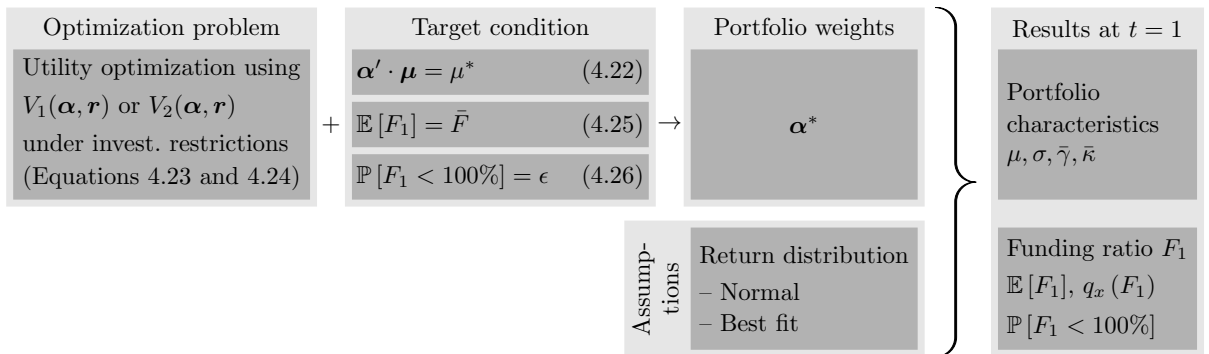 Optimization problem
Utility optimization using
V₁(α, r) or V₂(α, r)
under invest. restrictions
(Equations 4.23 and 4.24)
+
Target condition
α′ · μ = μ* (4.22)
𝔼 [F₁] = F̄ (4.25)
ℙ [F₁ < 100%] = ϵ (4.26)
→
Portfolio weights
α*
Assump-
tions
Return distribution
– Normal
– Best fit
Results at t = 1
Portfolio
characteristics
μ, σ, γ̄, κ̄
Funding ratio F₁
𝔼 [F₁], qₓ (F₁)
ℙ [F₁ < 100%]